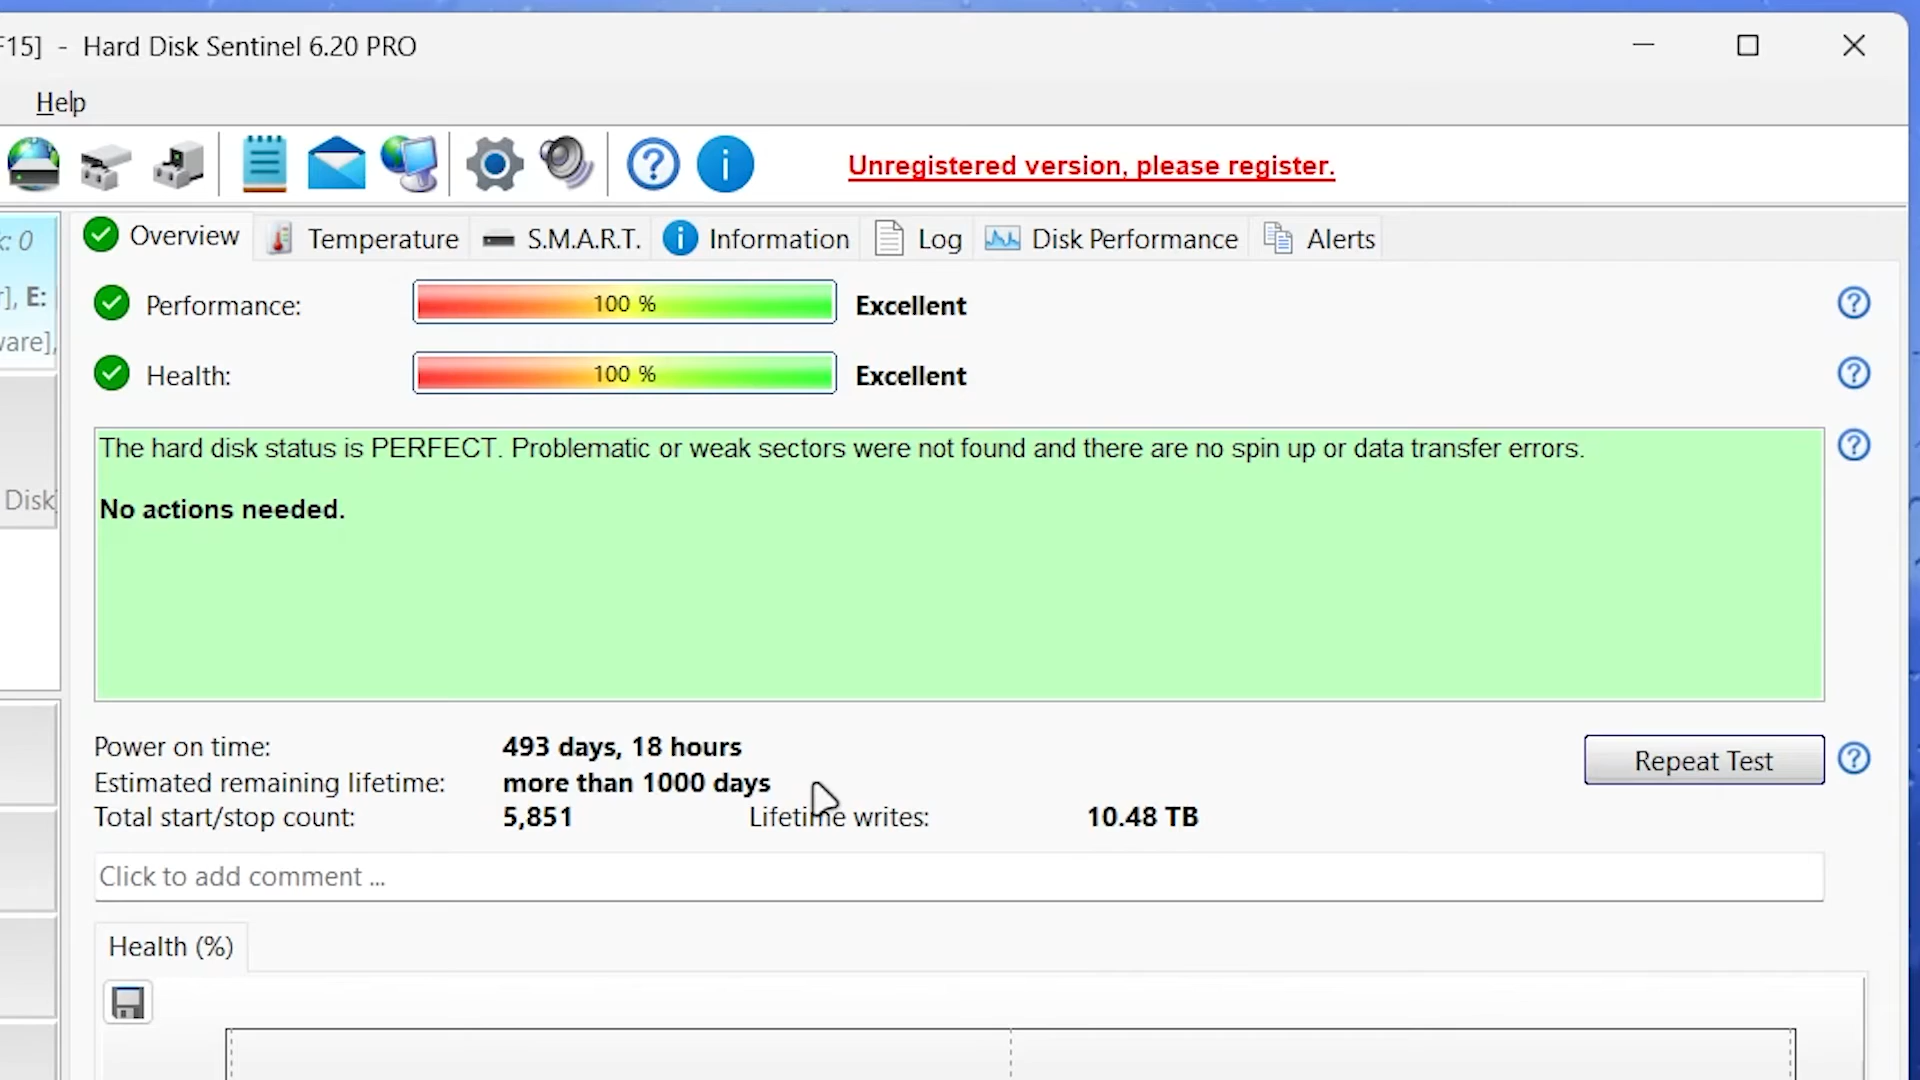 F15] - Hard Disk Sentinel 6.20 PRO
Help
Unregistered version, please register.
k: 0
Overview Temperature S.M.A.R.T. Information Log Disk Performance Alerts
], E:
ware],
Performance: 100 % Excellent
Health: 100 % Excellent
The hard disk status is PERFECT. Problematic or weak sectors were not found and there are no spin up or data transfer errors.
Disk
No actions needed.
Power on time: 493 days, 18 hours
Repeat Test
Estimated remaining lifetime: more than 1000 days
Total start/stop count: 5,851 Lifetime writes: 10.48 TB
Click to add comment ...
Health (%)